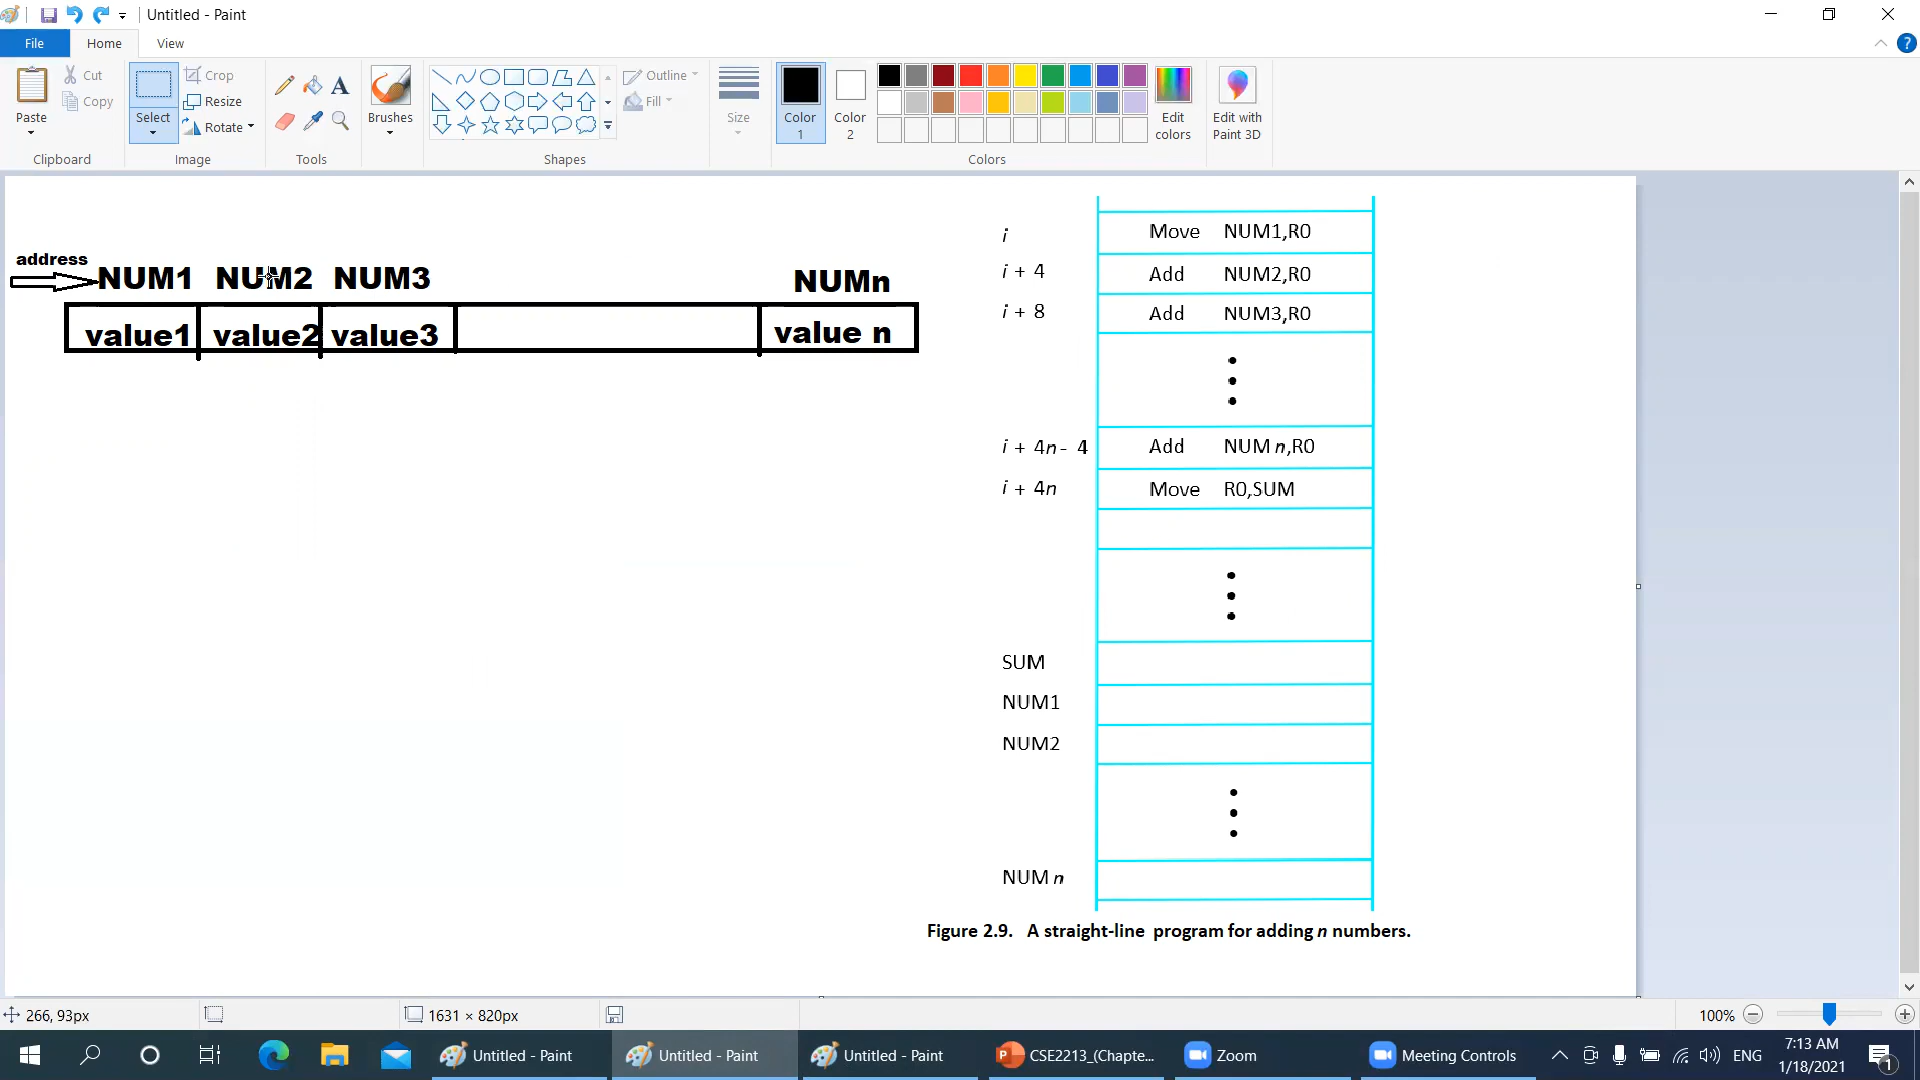 Untitled - Paint
File Home View
Paste
Cut
Copy
Clipboard
Select
Crop
Resize
Rotate
Image
A
Tools
Brushes
Outline
Fill
Shapes
Size
Color 1
Color 2
Edit colors
Edit with Paint 3D
Colors
?
address
NUM1 NUM2 NUM3 NUMn
value1 value2 value3 value n
i Move NUM1,R0
i + 4 Add NUM2,R0
i + 8 Add NUM3,R0
i + 4n - 4 Add NUM n,R0
i + 4n Move R0,SUM
SUM
NUM1
NUM2
NUM n
Figure 2.9. A straight-line program for adding n numbers.
266, 93px
1631 × 820px
100%
Untitled - Paint
Untitled - Paint
Untitled - Paint
CSE2213_(Chapte...
Zoom
Meeting Controls
ENG
7:13 AM
1/18/2021
1